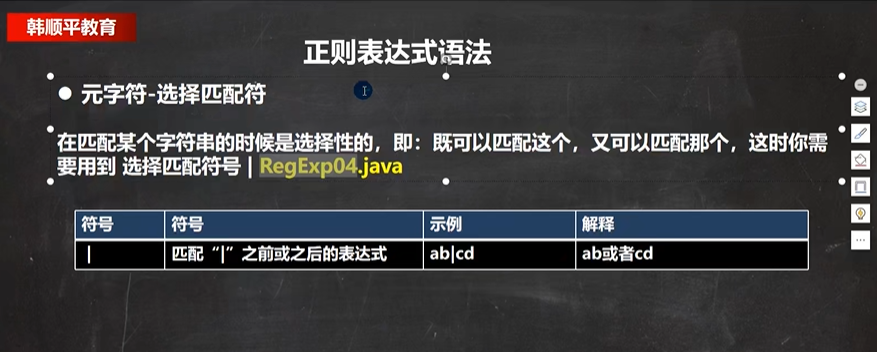 韩顺平教育
正则表达式语法
● 元字符-选择匹配符
在匹配某个字符串的时候是选择性的，即：既可以匹配这个，又可以匹配那个，这时你需
要用到 选择匹配符号 | RegExp04.java
符号 符号 示例 解释
| 匹配“|”之前或之后的表达式 ab|cd ab或者cd